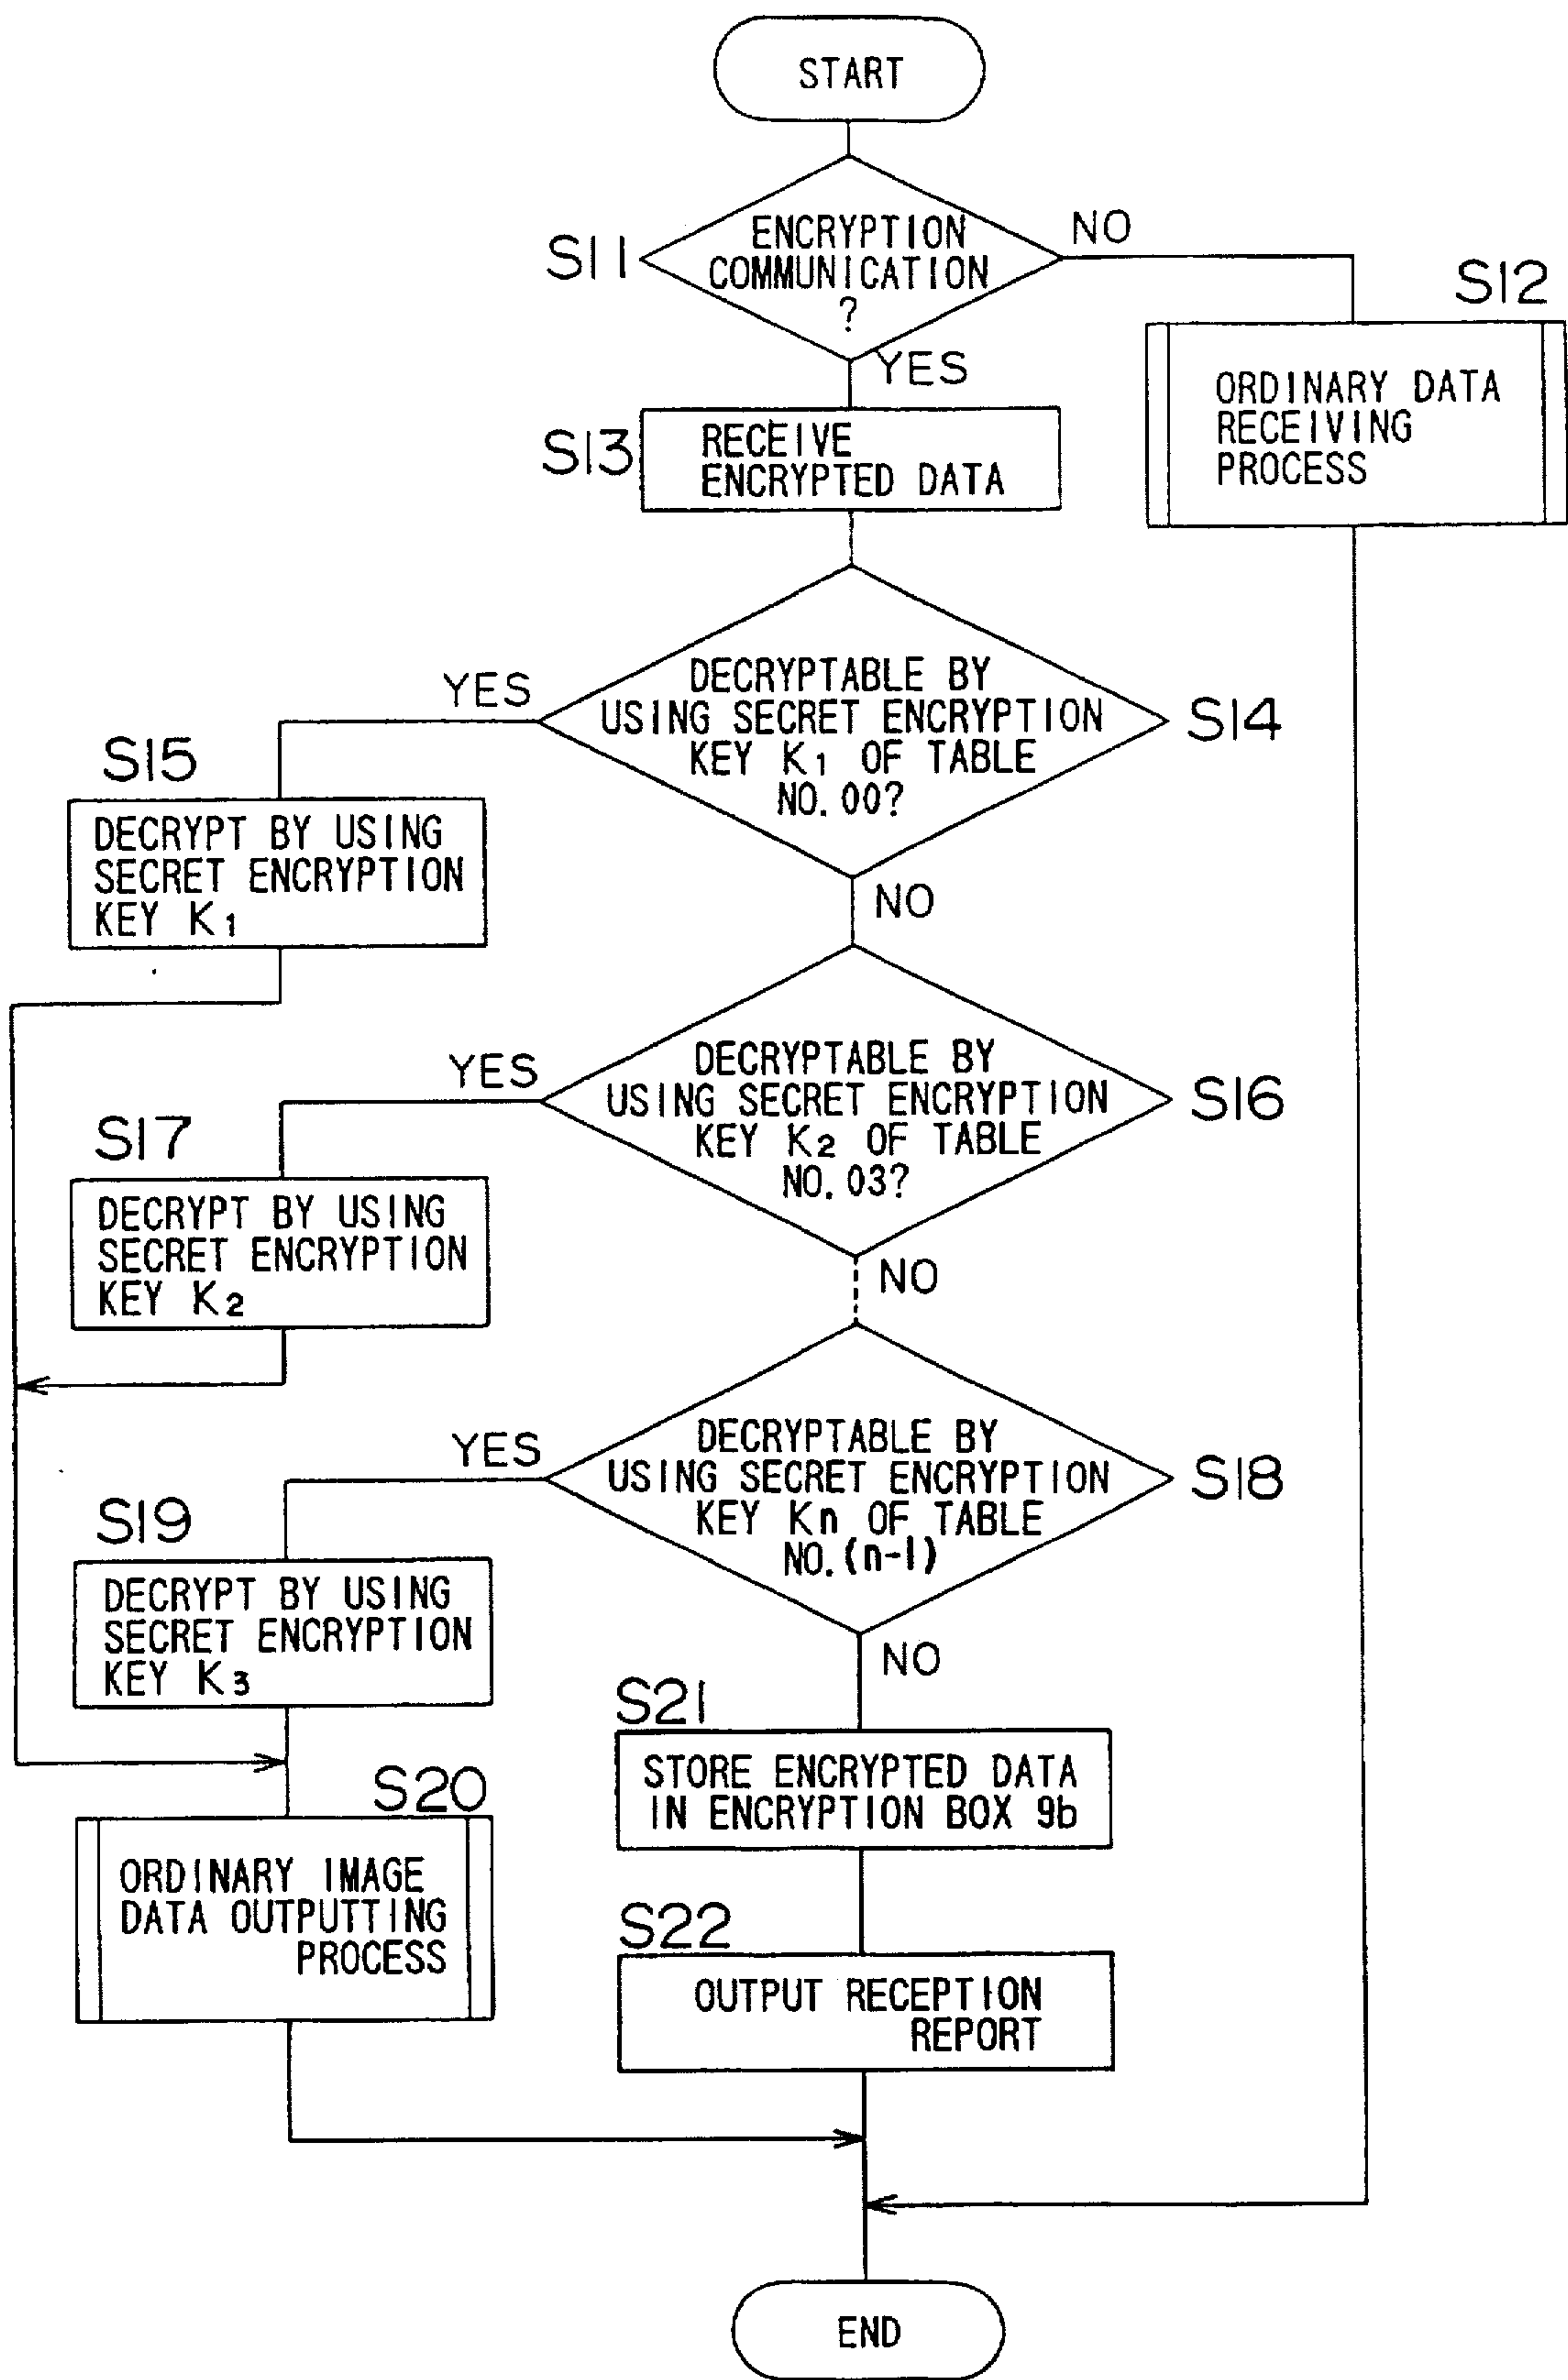 START
S11
ENCRYPTION
COMMUNICATION
?
NO
YES
S12
ORDINARY DATA
RECEIVING
PROCESS
S13
RECEIVE
ENCRYPTED DATA
YES
DECRYPTABLE BY
USING SECRET ENCRYPTION
KEY K1 OF TABLE
NO. 00?
S14
NO
S15
DECRYPT BY USING
SECRET ENCRYPTION
KEY K1
YES
DECRYPTABLE BY
USING SECRET ENCRYPTION
KEY K2 OF TABLE
NO. 03?
S16
NO
S17
DECRYPT BY USING
SECRET ENCRYPTION
KEY K2
YES
DECRYPTABLE BY
USING SECRET ENCRYPTION
KEY Kn OF TABLE
NO. (n-1)
S18
NO
S19
DECRYPT BY USING
SECRET ENCRYPTION
KEY K3
S21
STORE ENCRYPTED DATA
IN ENCRYPTION BOX 9b
S20
ORDINARY IMAGE
DATA OUTPUTTING
PROCESS
S22
OUTPUT RECEPTION
REPORT
END